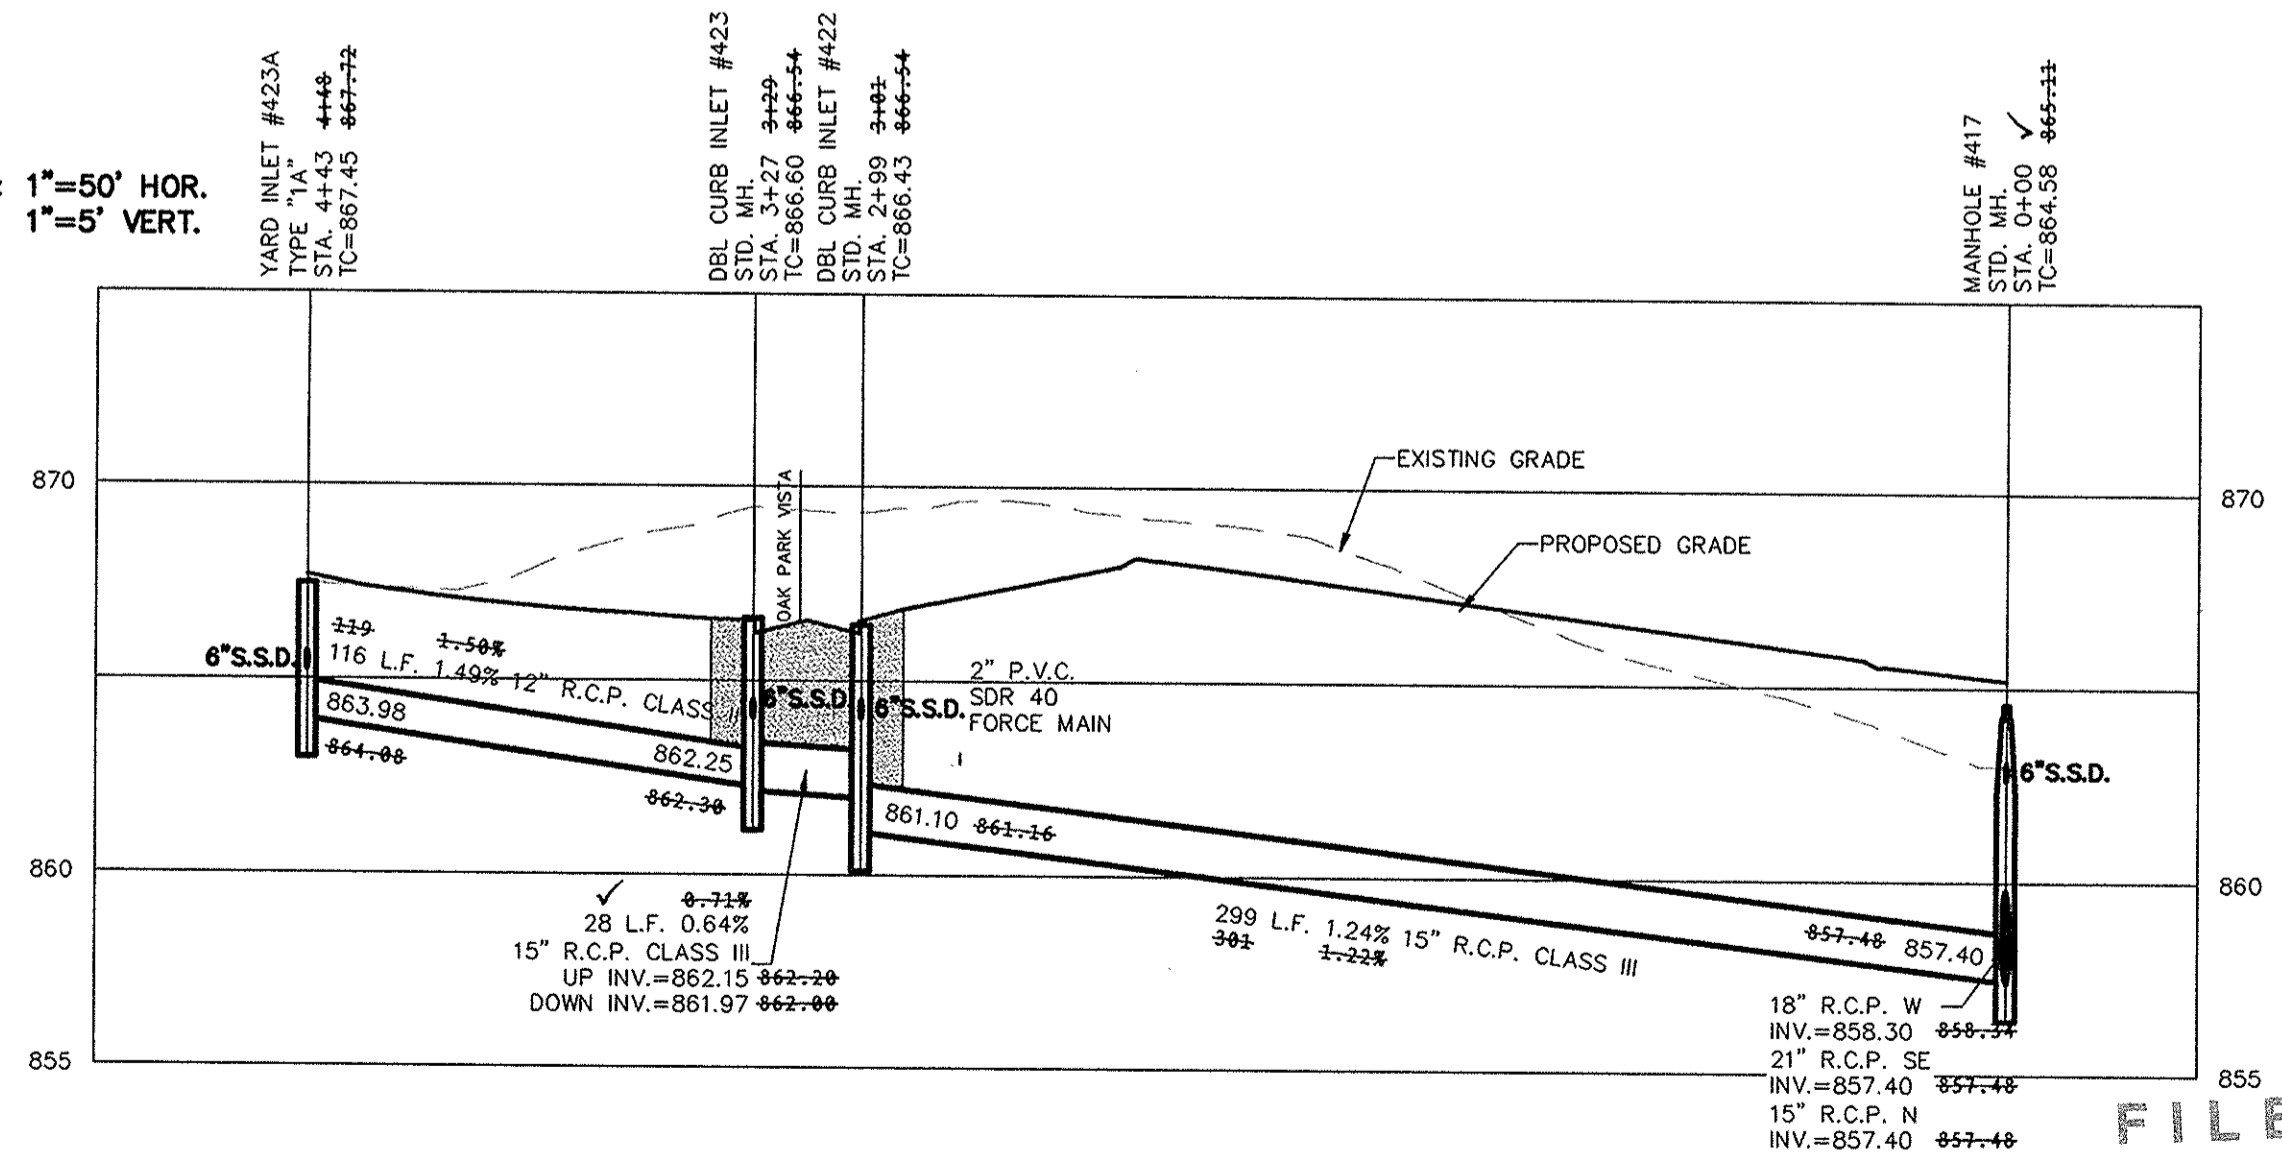 : 1"=50' HOR.
1"=5' VERT.
YARD INLET #423A
TYPE "1A"
STA. 4+43 4+48
TC=867.45 867.72
DBL CURB INLET #423
STD. MH.
STA. 3+27 3+29
TC=866.60 866.54
DBL CURB INLET #422
STD. MH.
STA. 2+99 3+01
TC=866.43 866.54
MANHOLE #417
STD. MH.
STA. 0+00 ✓
TC=864.58 865.11
870
870
OAK PARK VISTA
EXISTING GRADE
PROPOSED GRADE
119 1.50%
116 L.F. 1.49% 12" R.C.P. CLASS
6"S.S.D.
6"S.S.D.
6"S.S.D.
6"S.S.D.
2" P.V.C.
SDR 40
FORCE MAIN
863.98
864.08
862.25
862.30
861.10 861.16
860
860
✓ 0.71%
28 L.F. 0.64%
15" R.C.P. CLASS III
UP INV.=862.15 862.20
DOWN INV.=861.97 862.00
299 L.F. 1.24% 15" R.C.P. CLASS III
301 1.22%
857.48 857.40
18" R.C.P. W
INV.=858.30 858.34
21" R.C.P. SE
INV.=857.40 857.48
15" R.C.P. N
INV.=857.40 857.48
855
855
FILE